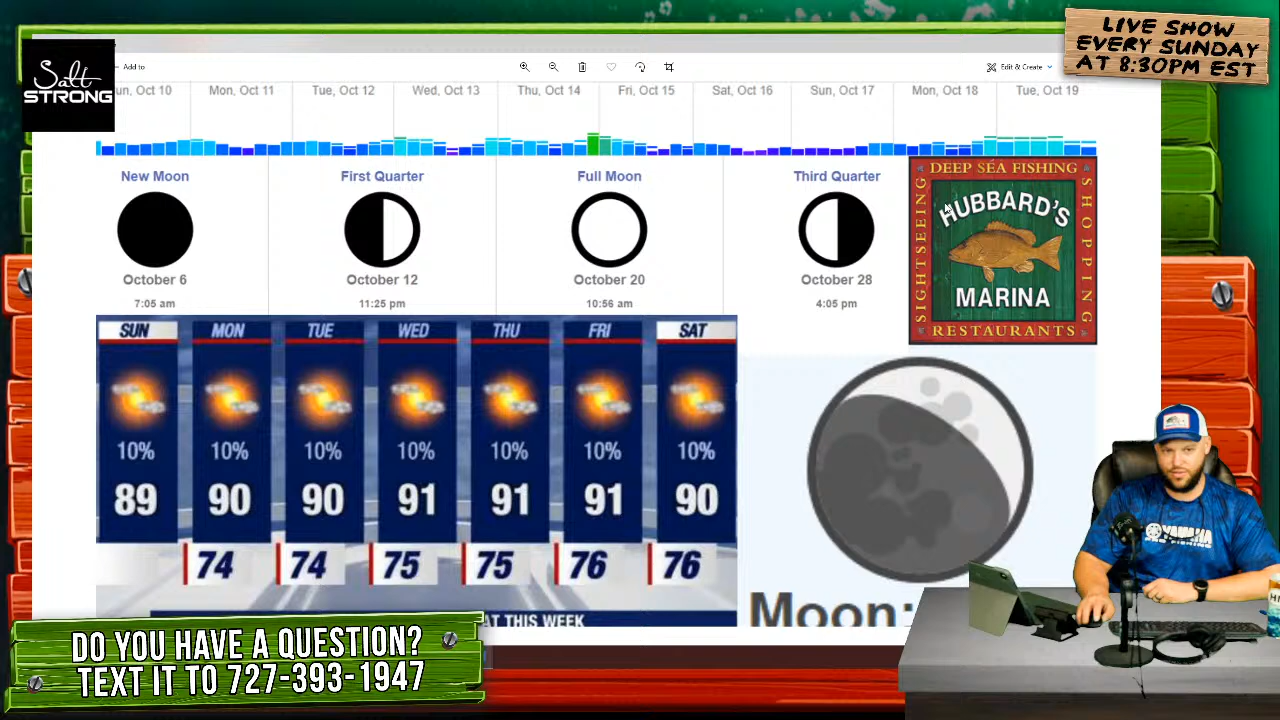 LIVE SHOW
EVERY SUNDAY
AT 8:30PM EST
Salt
STRONG
Add to
Edit & Create
un, Oct 10
Mon, Oct 11
Tue, Oct 12
Wed, Oct 13
Thu, Oct 14
Fri, Oct 15
Sat, Oct 16
Sun, Oct 17
Mon, Oct 18
Tue, Oct 19
New Moon
First Quarter
Full Moon
Third Quarter
October 6
October 12
October 20
October 28
7:05 am
11:25 pm
10:56 am
4:05 pm
DEEP SEA FISHING
SIGHTSEEING
HUBBARD'S
MARINA
SHOPPING
RESTAURANTS
SUN
MON
TUE
WED
THU
FRI
SAT
10%
10%
10%
10%
10%
10%
10%
89
90
90
91
91
91
90
74
74
75
75
76
76
AT THIS WEEK
Moon:
YAMAHA
DO YOU HAVE A QUESTION?
TEXT IT TO 727-393-1947